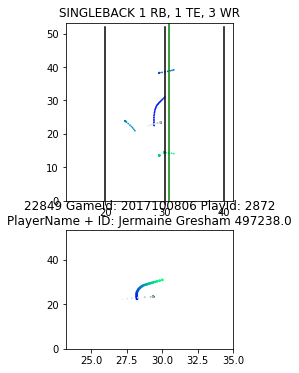 SINGLEBACK 1 RB, 1 TE, 3 WR
50
40
30
20
10
0
20 30 40
22849 GameId: 2017100806 PlayId: 2872
PlayerName + ID: Jermaine Gresham 497238.0
40
20
0
25.0 27.5 30.0 32.5 35.0